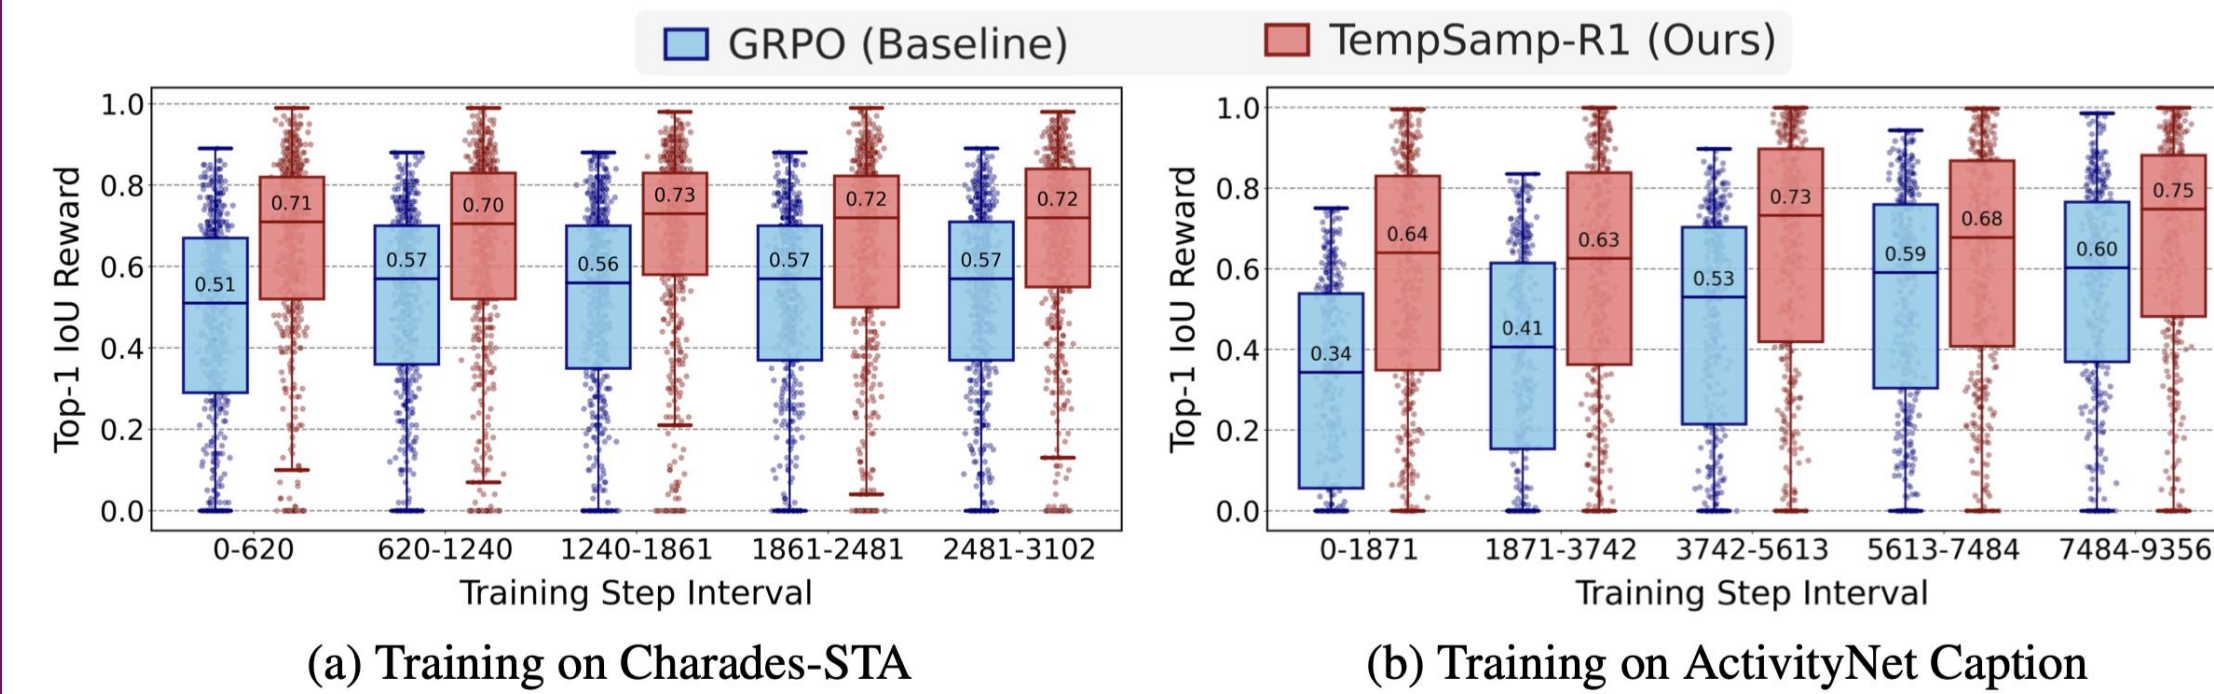 GRPO (Baseline) TempSamp-R1 (Ours)
Top-1 IoU Reward
1.0
0.8
0.6
0.4
0.2
0.0
0.51 0.71 0.57 0.70 0.56 0.73 0.57 0.72 0.57 0.72
0-620 620-1240 1240-1861 1861-2481 2481-3102
Training Step Interval
(a) Training on Charades-STA
Top-1 IoU Reward
1.0
0.8
0.6
0.4
0.2
0.0
0.34 0.64 0.41 0.63 0.53 0.73 0.59 0.68 0.60 0.75
0-1871 1871-3742 3742-5613 5613-7484 7484-9356
Training Step Interval
(b) Training on ActivityNet Caption